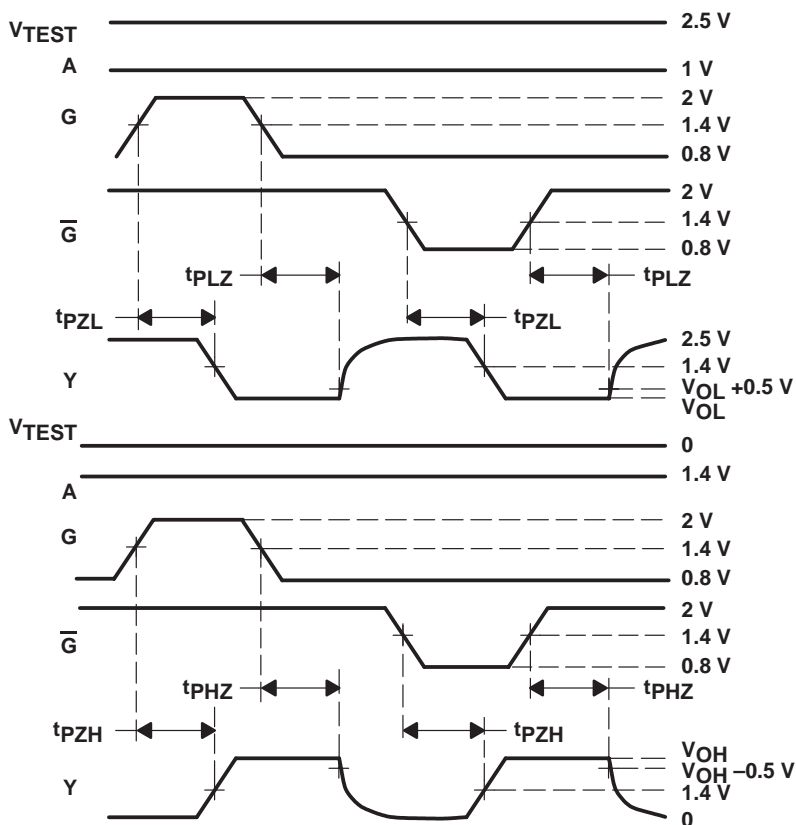 VTEST 2.5 V
A 1 V
2 V
G 1.4 V
0.8 V
2 V
G 1.4 V
0.8 V
tPLZ tPLZ
tPZL tPZL
2.5 V
1.4 V
Y VOL +0.5 V
VOL
VTEST 0
A 1.4 V
2 V
G 1.4 V
0.8 V
2 V
G 1.4 V
0.8 V
tPHZ tPHZ
tPZH tPZH
VOH
VOH –0.5 V
Y 1.4 V
0